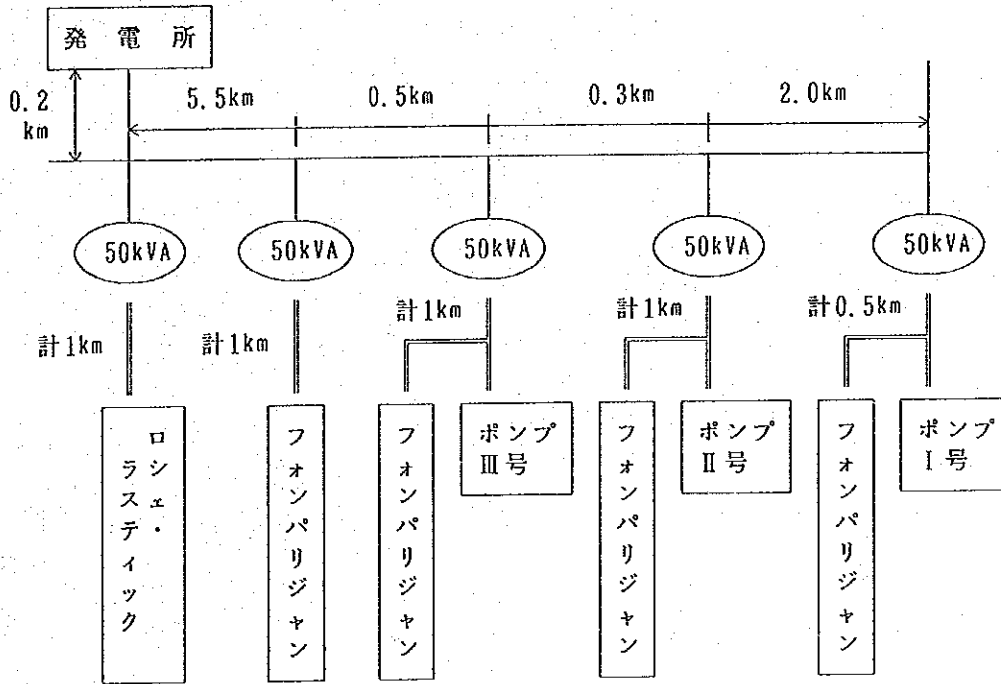 発電所
0.2
km
5.5km
0.5km
0.3km
2.0km
50kVA
50kVA
50kVA
50kVA
50kVA
計1km
計1km
計1km
計1km
計0.5km
ロシェ・
ラスティック
フォンパリジャン
フォンパリジャン
ポンプ
Ⅲ号
フォンパリジャン
ポンプ
Ⅱ号
フォンパリジャン
ポンプ
Ⅰ号